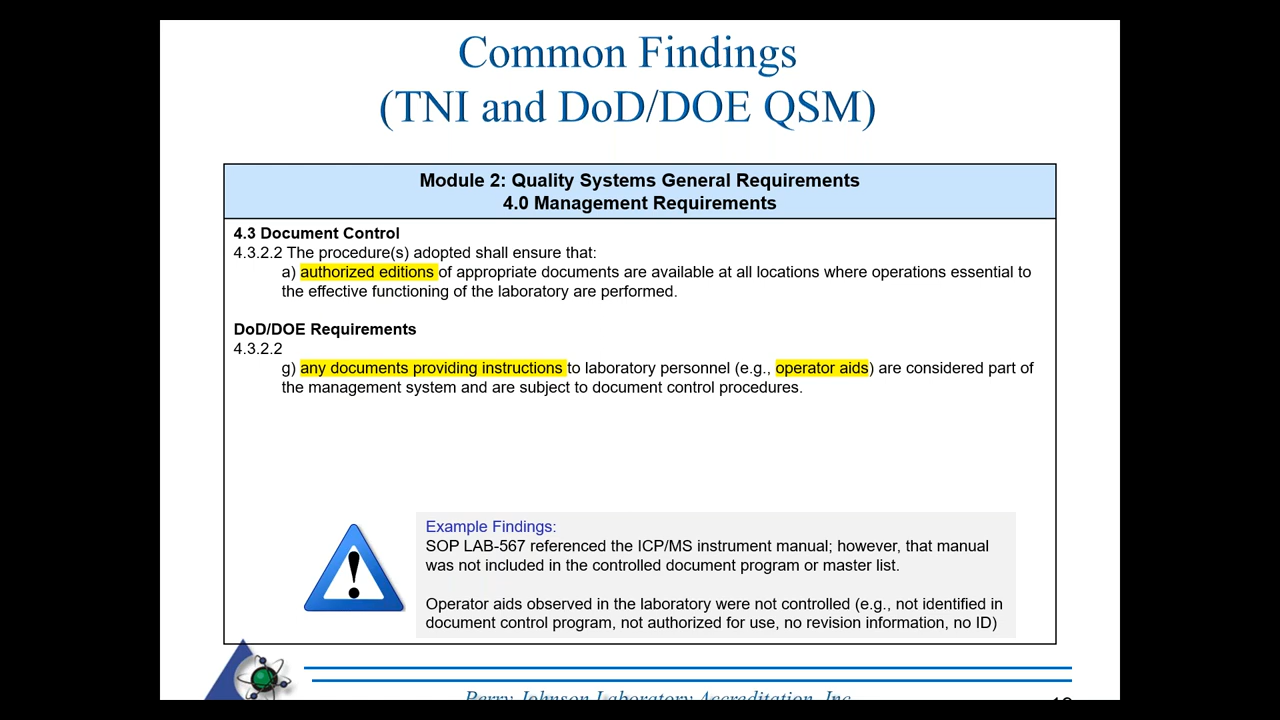 Common Findings
(TNI and DoD/DOE QSM)
Module 2: Quality Systems General Requirements
4.0 Management Requirements
4.3 Document Control
4.3.2.2 The procedure(s) adopted shall ensure that:
a) authorized editions of appropriate documents are available at all locations where operations essential to
the effective functioning of the laboratory are performed.
DoD/DOE Requirements
4.3.2.2
g) any documents providing instructions to laboratory personnel (e.g., operator aids) are considered part of
the management system and are subject to document control procedures.
Example Findings:
SOP LAB-567 referenced the ICP/MS instrument manual; however, that manual
was not included in the controlled document program or master list.
Operator aids observed in the laboratory were not controlled (e.g., not identified in
document control program, not authorized for use, no revision information, no ID)
Perry Johnson Laboratory Accreditation, Inc